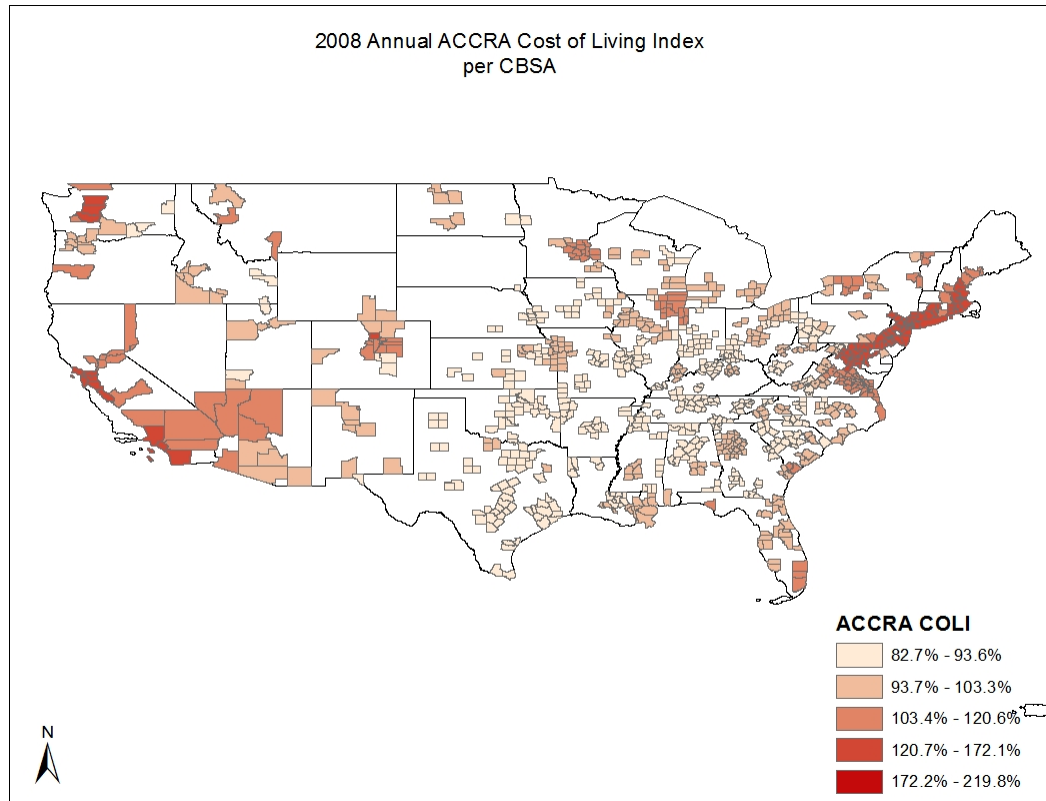 2008 Annual ACCRA Cost of Living Index
per CBSA
N
ACCRA COLI
82.7% - 93.6%
93.7% - 103.3%
103.4% - 120.6%
120.7% - 172.1%
172.2% - 219.8%